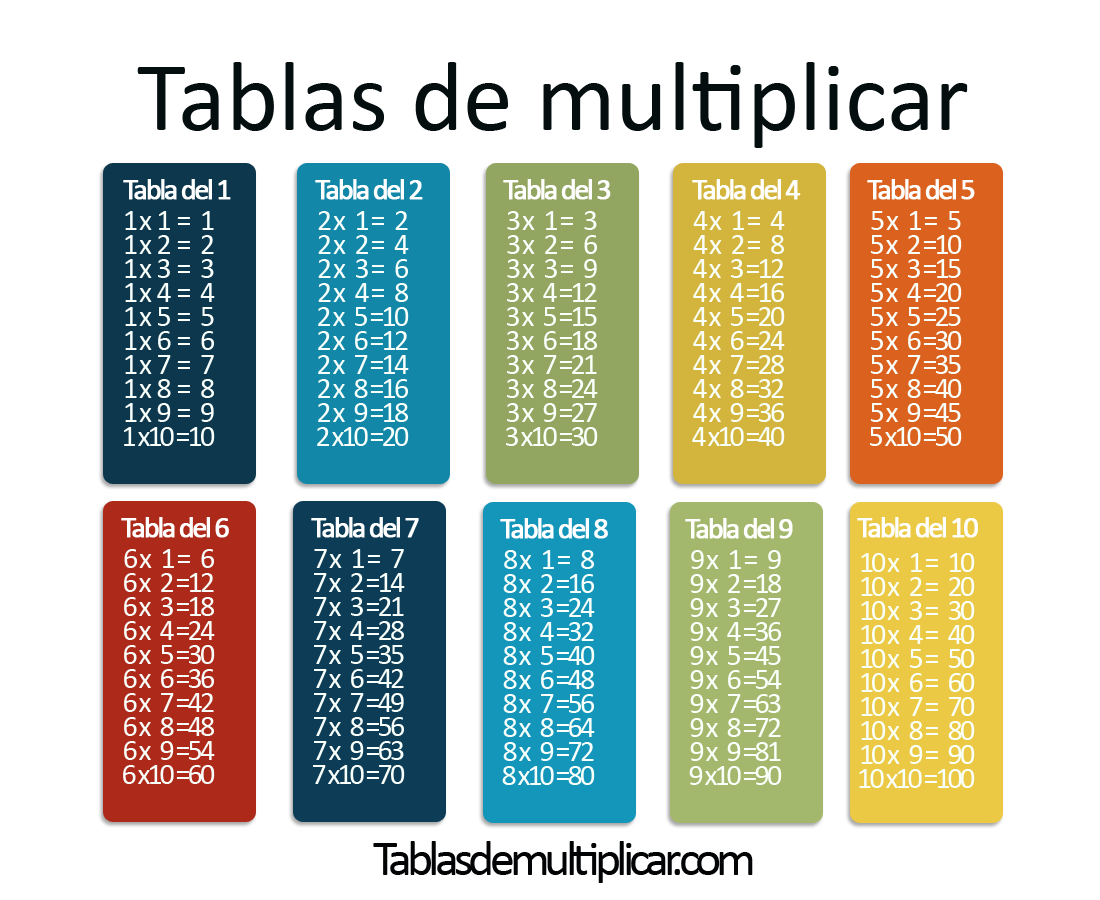 Tablas de multiplicar
Tabla del 1
1x 1 = 1
1x 2 = 2
1x 3 = 3
1x 4 = 4
1x 5 = 5
1x 6 = 6
1x 7 = 7
1x 8 = 8
1x 9 = 9
1x10=10
Tabla del 2
2x 1= 2
2x 2= 4
2x 3= 6
2x 4= 8
2x 5=10
2x 6=12
2x 7=14
2x 8=16
2x 9=18
2x10=20
Tabla del 3
3x 1= 3
3x 2= 6
3x 3= 9
3x 4=12
3x 5=15
3x 6=18
3x 7=21
3x 8=24
3x 9=27
3x10=30
Tabla del 4
4x 1= 4
4x 2= 8
4x 3=12
4x 4=16
4x 5=20
4x 6=24
4x 7=28
4x 8=32
4x 9=36
4x10=40
Tabla del 5
5x 1= 5
5x 2=10
5x 3=15
5x 4=20
5x 5=25
5x 6=30
5x 7=35
5x 8=40
5x 9=45
5x10=50
Tabla del 6
6x 1= 6
6x 2=12
6x 3=18
6x 4=24
6x 5=30
6x 6=36
6x 7=42
6x 8=48
6x 9=54
6x10=60
Tabla del 7
7x 1= 7
7x 2=14
7x 3=21
7x 4=28
7x 5=35
7x 6=42
7x 7=49
7x 8=56
7x 9=63
7x10=70
Tabla del 8
8x 1= 8
8x 2=16
8x 3=24
8x 4=32
8x 5=40
8x 6=48
8x 7=56
8x 8=64
8x 9=72
8x10=80
Tabla del 9
9x 1= 9
9x 2=18
9x 3=27
9x 4=36
9x 5=45
9x 6=54
9x 7=63
9x 8=72
9x 9=81
9x10=90
Tabla del 10
10x 1= 10
10x 2= 20
10x 3= 30
10x 4= 40
10x 5= 50
10x 6= 60
10x 7= 70
10x 8= 80
10x 9= 90
10x10=100
Tablasdemultiplicar.com